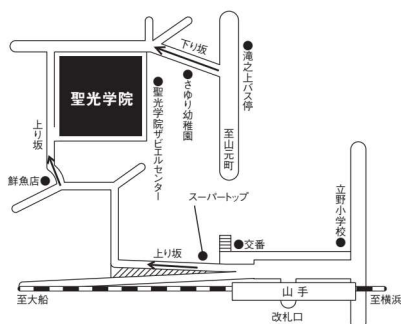 下り坂
滝之上バス停
聖光学院
さゆり幼稚園
聖光学院ザビエルセンター
上り坂
至山元町
鮮魚店
スーパートップ
立野小学校
上り坂
交番
至大船
山手
至横浜
改札口